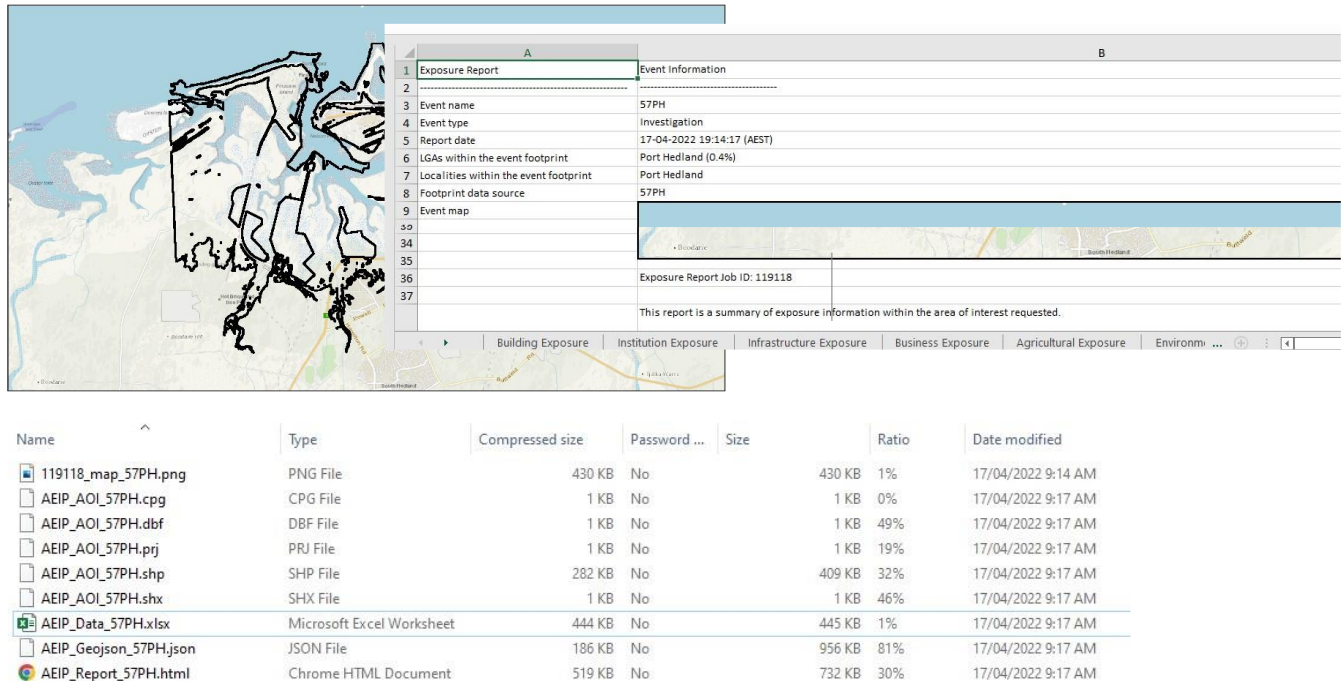 A B
1 Exposure Report Event Information
2 ---------------------------------------------------------- ---------------------------------------
3 Event name 57PH
4 Event type Investigation
5 Report date 17-04-2022 19:14:17 (AEST)
6 LGAs within the event footprint Port Hedland (0.4%)
7 Localities within the event footprint Port Hedland
8 Footprint data source 57PH
9 Event map
34 • Boodarie South Hedland
35
36 Exposure Report Job ID: 119118
37
This report is a summary of exposure information within the area of interest requested.
Building Exposure Institution Exposure Infrastructure Exposure Business Exposure Agricultural Exposure Environm ...
• Boodarie South Hedland
Name Type Compressed size Password ... Size Ratio Date modified
119118_map_57PH.png PNG File 430 KB No 430 KB 1% 17/04/2022 9:14 AM
AEIP_AOI_57PH.cpg CPG File 1 KB No 1 KB 0% 17/04/2022 9:17 AM
AEIP_AOI_57PH.dbf DBF File 1 KB No 1 KB 49% 17/04/2022 9:17 AM
AEIP_AOI_57PH.prj PRJ File 1 KB No 1 KB 19% 17/04/2022 9:17 AM
AEIP_AOI_57PH.shp SHP File 282 KB No 409 KB 32% 17/04/2022 9:17 AM
AEIP_AOI_57PH.shx SHX File 1 KB No 1 KB 46% 17/04/2022 9:17 AM
AEIP_Data_57PH.xlsx Microsoft Excel Worksheet 444 KB No 445 KB 1% 17/04/2022 9:17 AM
AEIP_Geojson_57PH.json JSON File 186 KB No 956 KB 81% 17/04/2022 9:17 AM
AEIP_Report_57PH.html Chrome HTML Document 519 KB No 732 KB 30% 17/04/2022 9:17 AM